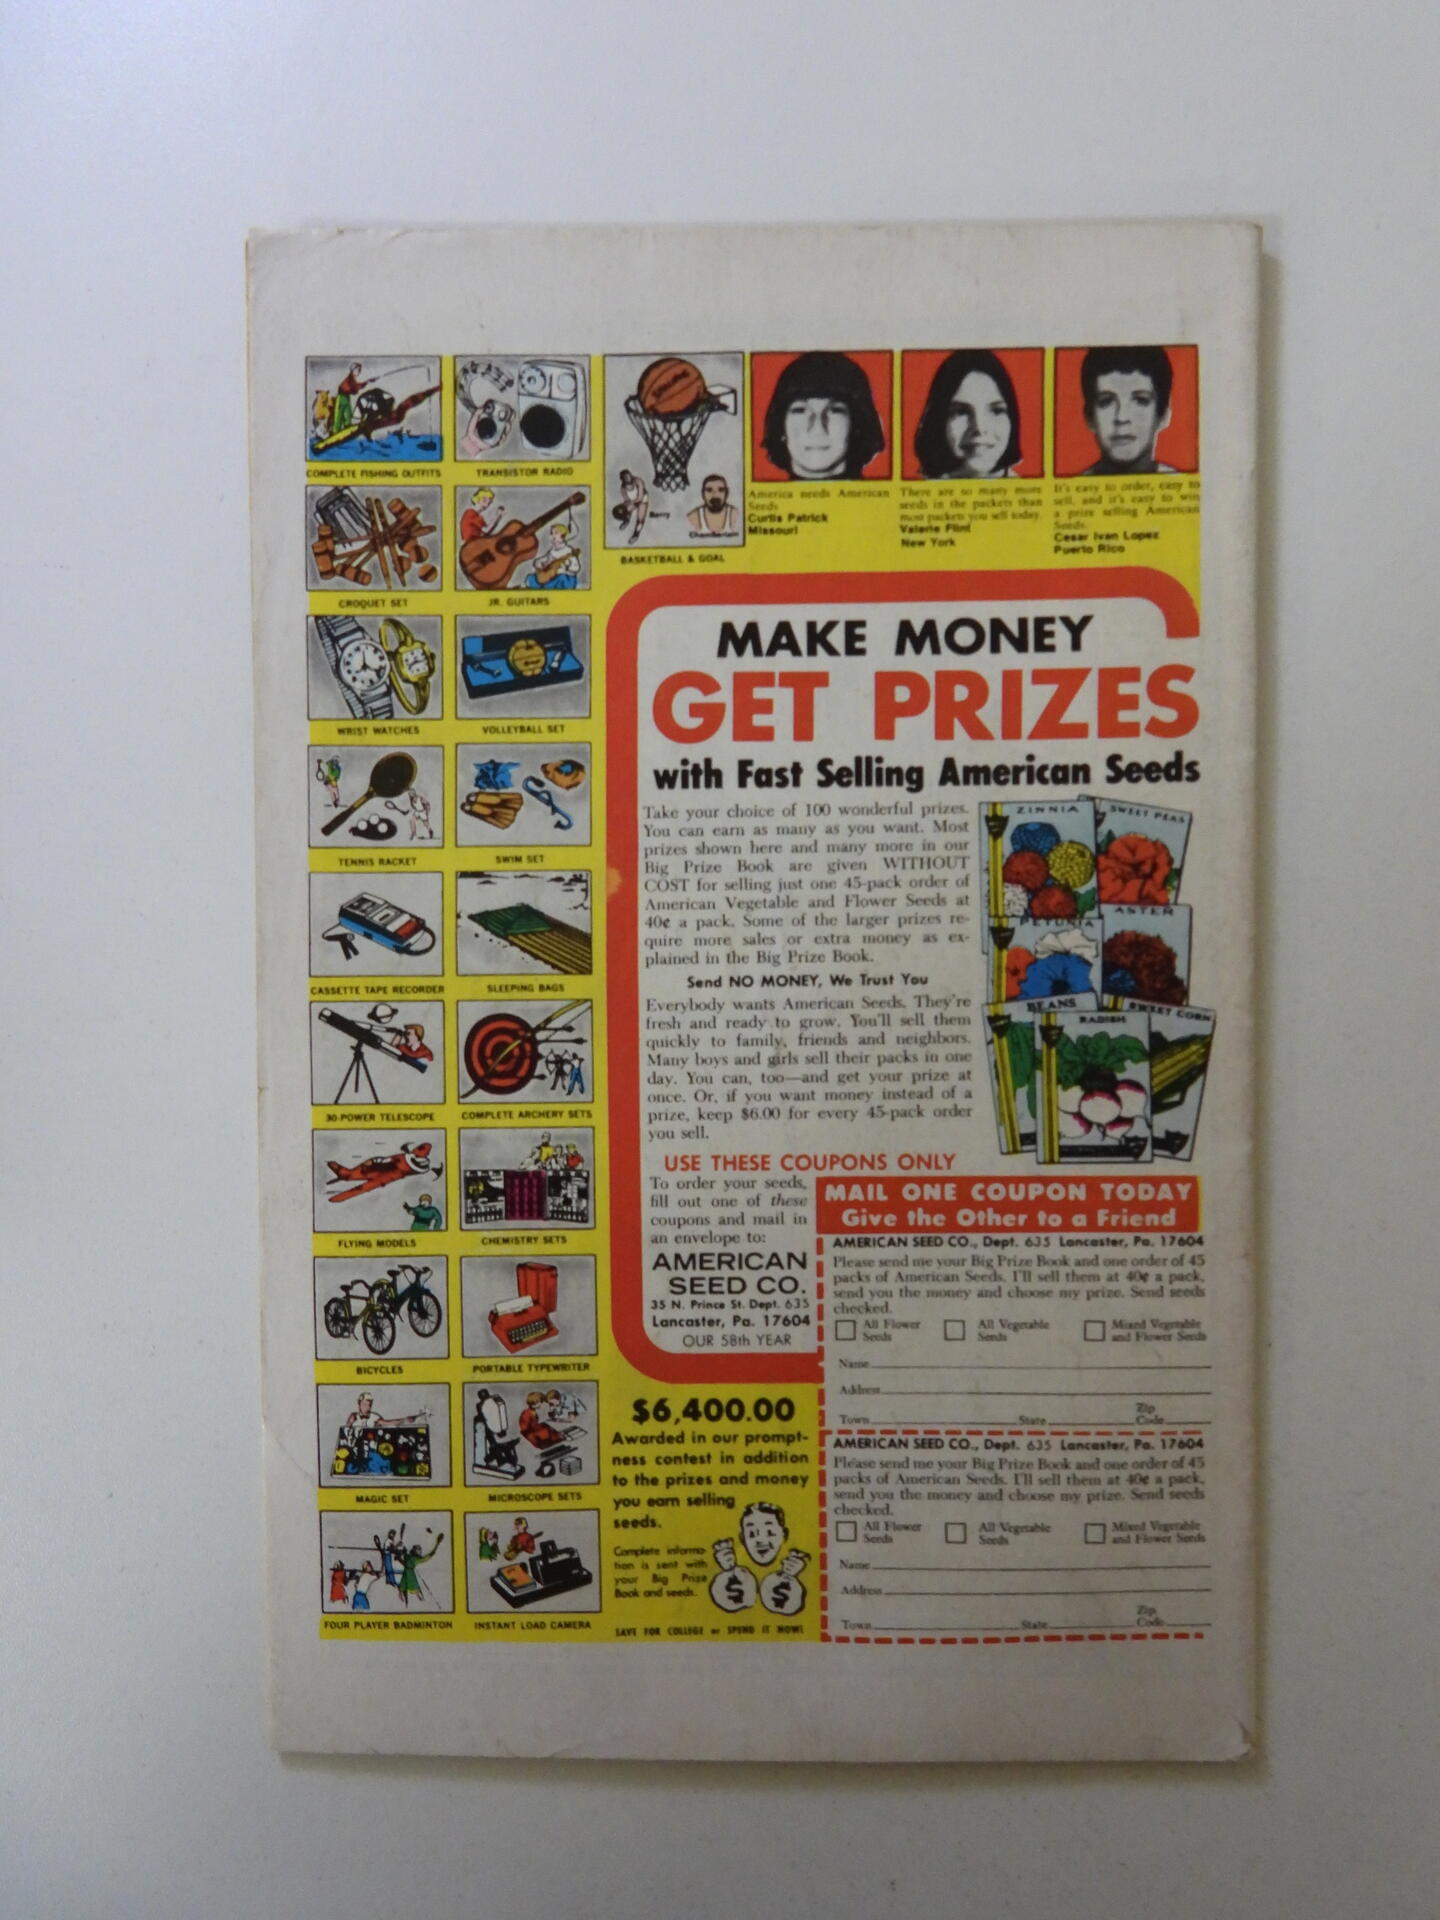 COMPLETE FISHING OUTFITS
TRANSISTOR RADIO
CROQUET SET
JR. GUITARS
WRIST WATCHES
VOLLEYBALL SET
TENNIS RACKET
SWIM SET
CASSETTE TAPE RECORDER
SLEEPING BAGS
30-POWER TELESCOPE
COMPLETE ARCHERY SETS
FLYING MODELS
CHEMISTRY SETS
BICYCLES
PORTABLE TYPEWRITER
MAGIC SET
MICROSCOPE SETS
FOUR PLAYER BADMINTON
INSTANT LOAD CAMERA
Barry
Chamberlain
BASKETBALL & GOAL
America needs American
Seeds
Curtis Patrick
Missouri
There are so many more
seeds in the packets than
most packets you sell today.
Valerie Flint
New York
It's easy to order, easy to
sell, and it's easy to win
a prize selling American
Seeds.
Cesar Ivan Lopez
Puerto Rico
MAKE MONEY
GET PRIZES
with Fast Selling American Seeds
Take your choice of 100 wonderful prizes.
You can earn as many as you want. Most
prizes shown here and many more in our
Big Prize Book are given WITHOUT
COST for selling just one 45-pack order of
American Vegetable and Flower Seeds at
40¢ a pack. Some of the larger prizes re-
quire more sales or extra money as ex-
plained in the Big Prize Book.
Send NO MONEY, We Trust You
Everybody wants American Seeds. They're
fresh and ready to grow. You'll sell them
quickly to family, friends and neighbors.
Many boys and girls sell their packs in one
day. You can, too—and get your prize at
once. Or, if you want money instead of a
prize, keep $6.00 for every 45-pack order
you sell.
ZINNIA
SWEET PEAS
PETUNIA
ASTER
BEANS
RADISH
SWEET CORN
USE THESE COUPONS ONLY
To order your seeds,
fill out one of these
coupons and mail in
an envelope to:
AMERICAN
SEED CO.
35 N. Prince St. Dept. 635
Lancaster, Pa. 17604
OUR 58th YEAR
$6,400.00
Awarded in our prompt-
ness contest in addition
to the prizes and money
you earn selling
seeds.
Complete informa-
tion is sent with
your Big Prize
Book and seeds.
$ $
SAVE FOR COLLEGE or SPEND IT NOW!
MAIL ONE COUPON TODAY
Give the Other to a Friend
AMERICAN SEED CO., Dept. 635 Lancaster, Pa. 17604
Please send me your Big Prize Book and one order of 45
packs of American Seeds. I'll sell them at 40¢ a pack,
send you the money and choose my prize. Send seeds
checked.
All Flower Seeds
All Vegetable Seeds
Mixed Vegetable and Flower Seeds
Name
Address
Town State Zip Code
AMERICAN SEED CO., Dept. 635 Lancaster, Pa. 17604
Please send me your Big Prize Book and one order of 45
packs of American Seeds. I'll sell them at 40¢ a pack,
send you the money and choose my prize. Send seeds
checked.
All Flower Seeds
All Vegetable Seeds
Mixed Vegetable and Flower Seeds
Name
Address
Town State Zip Code